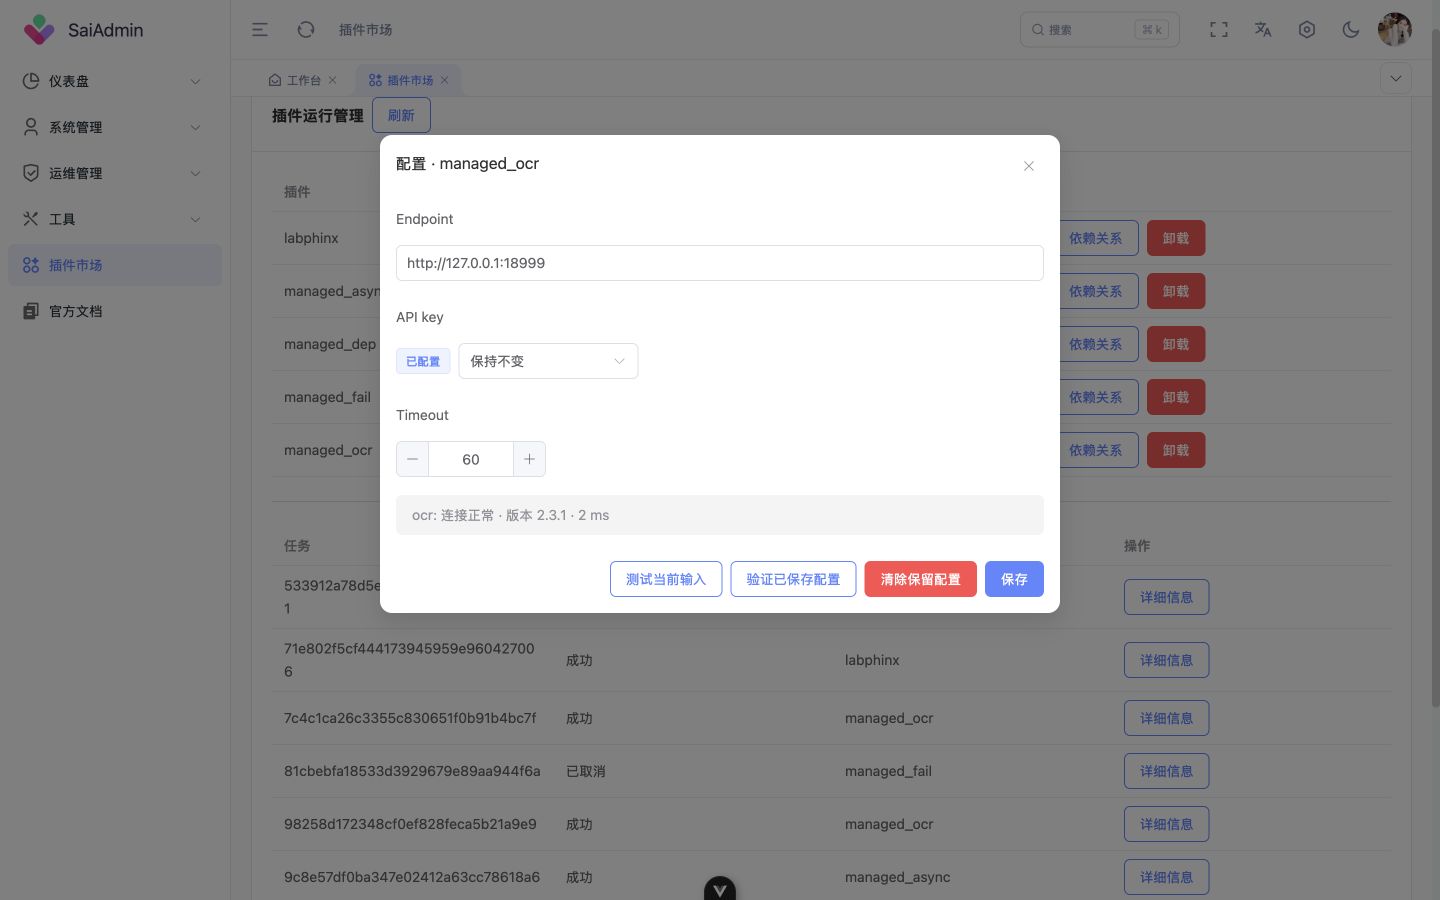 SaiAdmin
插件市场
搜索
⌘ k
仪表盘
系统管理
运维管理
工具
插件市场
官方文档
工作台
插件市场
插件运行管理
刷新
配置 · managed_ocr
Endpoint
http://127.0.0.1:18999
API key
已配置
保持不变
Timeout
60
ocr: 连接正常 · 版本 2.3.1 · 2 ms
测试当前输入
验证已保存配置
清除保留配置
保存
插件
labphinx
依赖关系
卸载
managed_asyn
依赖关系
卸载
managed_dep
依赖关系
卸载
managed_fail
依赖关系
卸载
managed_ocr
依赖关系
卸载
任务
操作
533912a78d5e
1
详细信息
71e802f5cf444173945959e96042700
6
成功
labphinx
详细信息
7c4c1ca26c3355c830651f0b91b4bc7f
成功
managed_ocr
详细信息
81cbebfa18533d3929679e89aa944f6a
已取消
managed_fail
详细信息
98258d172348cf0ef828feca5b21a9e9
成功
managed_ocr
详细信息
9c8e57df0ba347e02412a63cc78618a6
成功
managed_async
详细信息